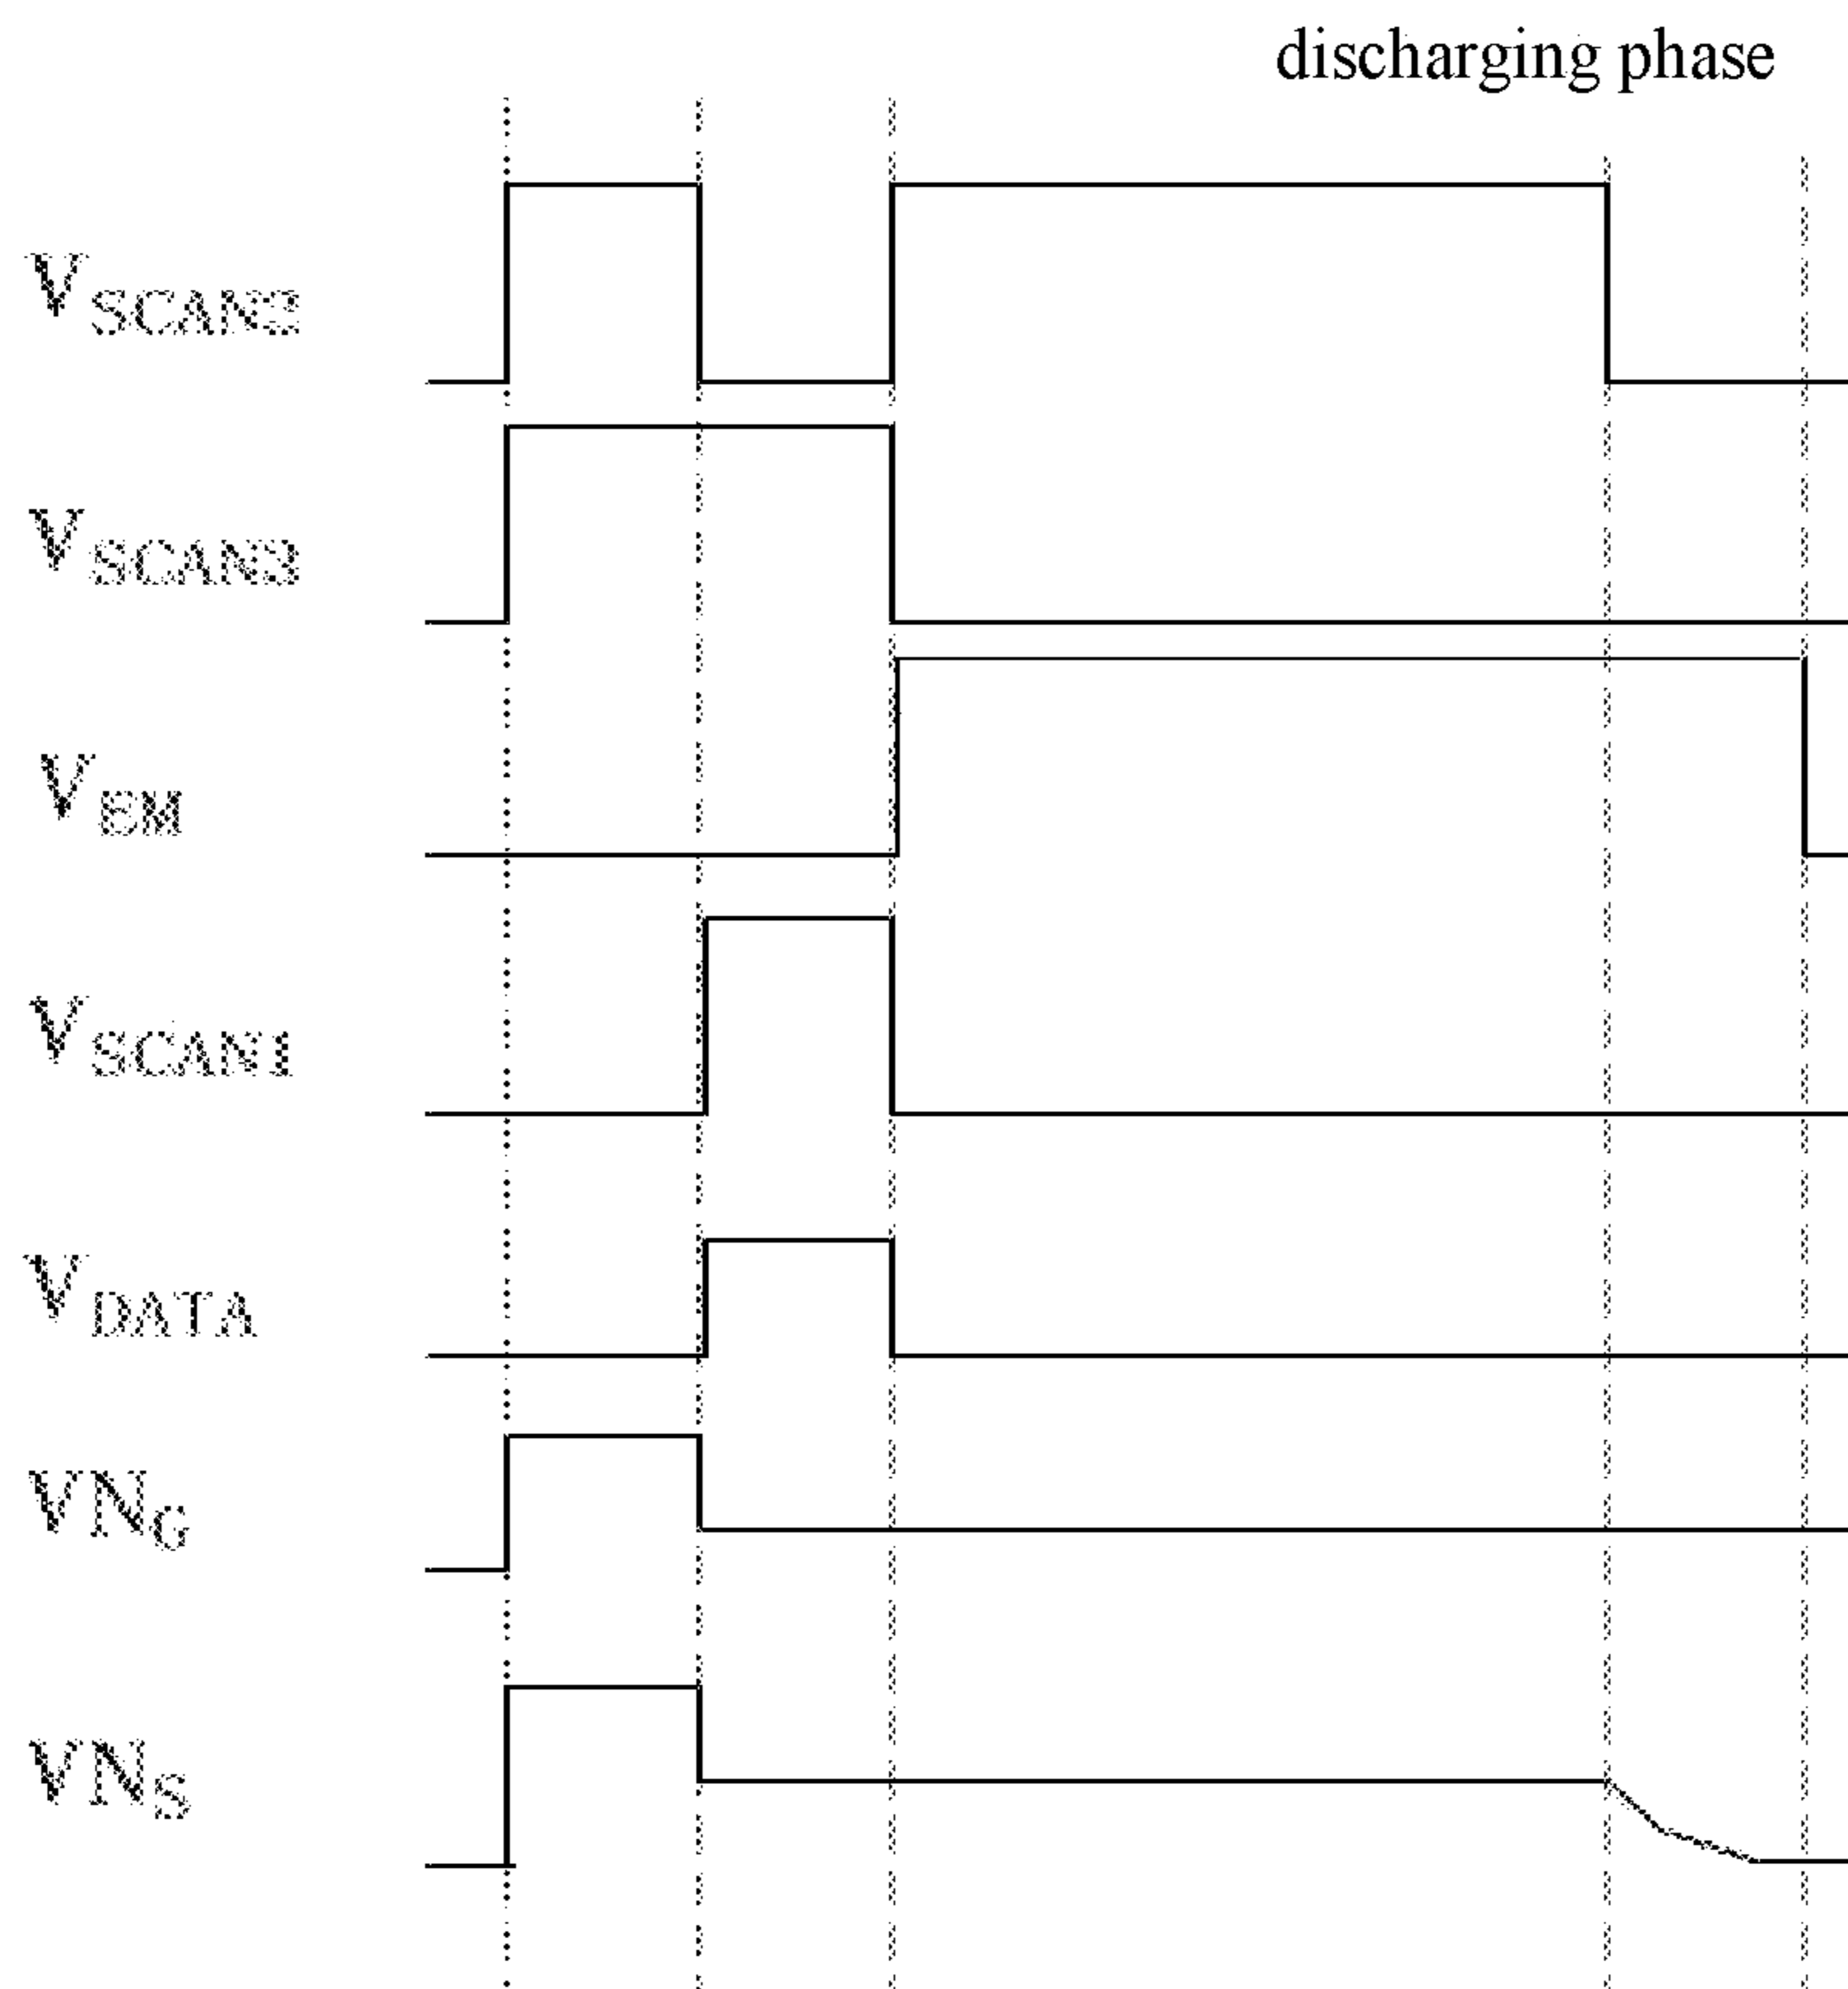 discharging phase
VSCAN2
VSCAN3
VEM
VSCAN1
VDATA
VNG
VNS